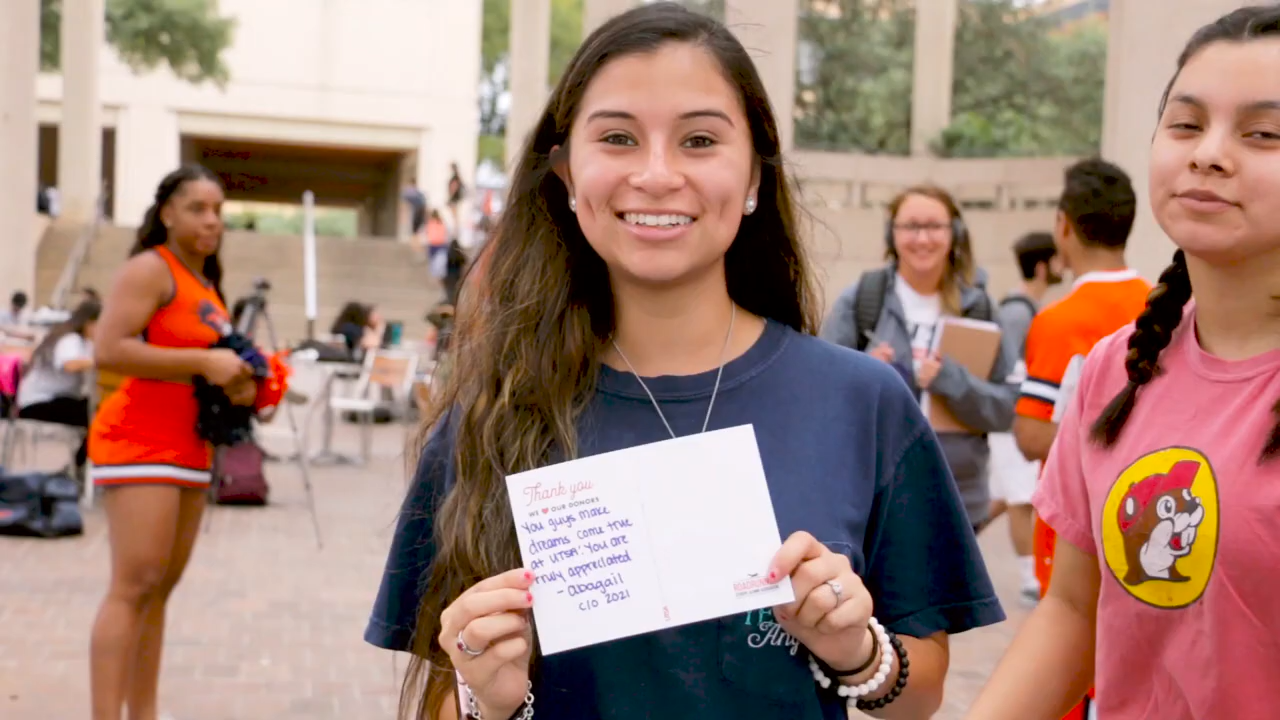 Thank you
WE ❤ OUR DONORS
You guys make
dreams come true
at UTSA! You are
truly appreciated
- abagail
c/o 2021